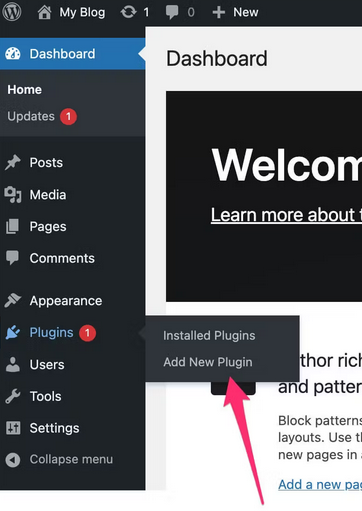 My Blog 1 0 + New
Dashboard
Home
Updates 1
Posts
Media
Pages
Comments
Appearance
Plugins 1
Users
Tools
Settings
Collapse menu
Installed Plugins
Add New Plugin
Dashboard
Welcom
Learn more about
thor rich
and patter
Block patterns
layouts. Use
new pages in
Add a new pa